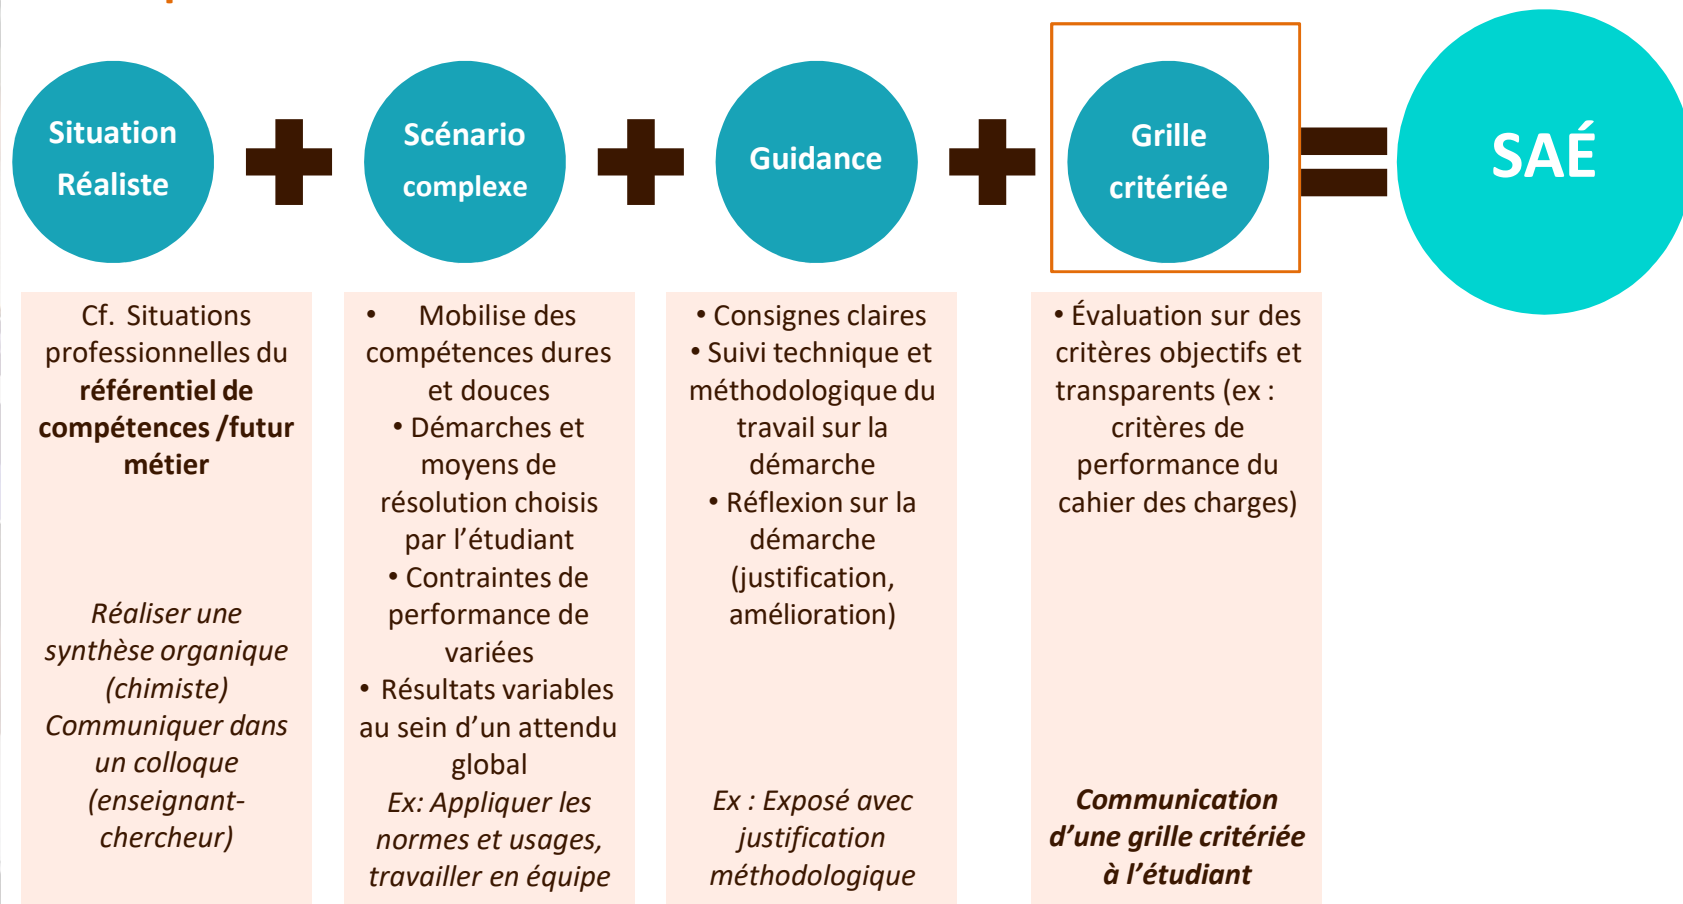 Situation
Réaliste
Scénario
complexe
Guidance
Grille
critériée
SAÉ
Cf. Situations
professionnelles du
référentiel de
compétences /futur
métier
Réaliser une
synthèse organique
(chimiste)
Communiquer dans
un colloque
(enseignant-
chercheur)
• Mobilise des
compétences dures
et douces
• Démarches et
moyens de
résolution choisis
par l’étudiant
• Contraintes de
performance de
variées
• Résultats variables
au sein d’un attendu
global
Ex: Appliquer les
normes et usages,
travailler en équipe
• Consignes claires
• Suivi technique et
méthodologique du
travail sur la
démarche
• Réflexion sur la
démarche
(justification,
amélioration)
Ex : Exposé avec
justification
méthodologique
• Évaluation sur des
critères objectifs et
transparents (ex :
critères de
performance du
cahier des charges)
Communication
d’une grille critériée
à l’étudiant